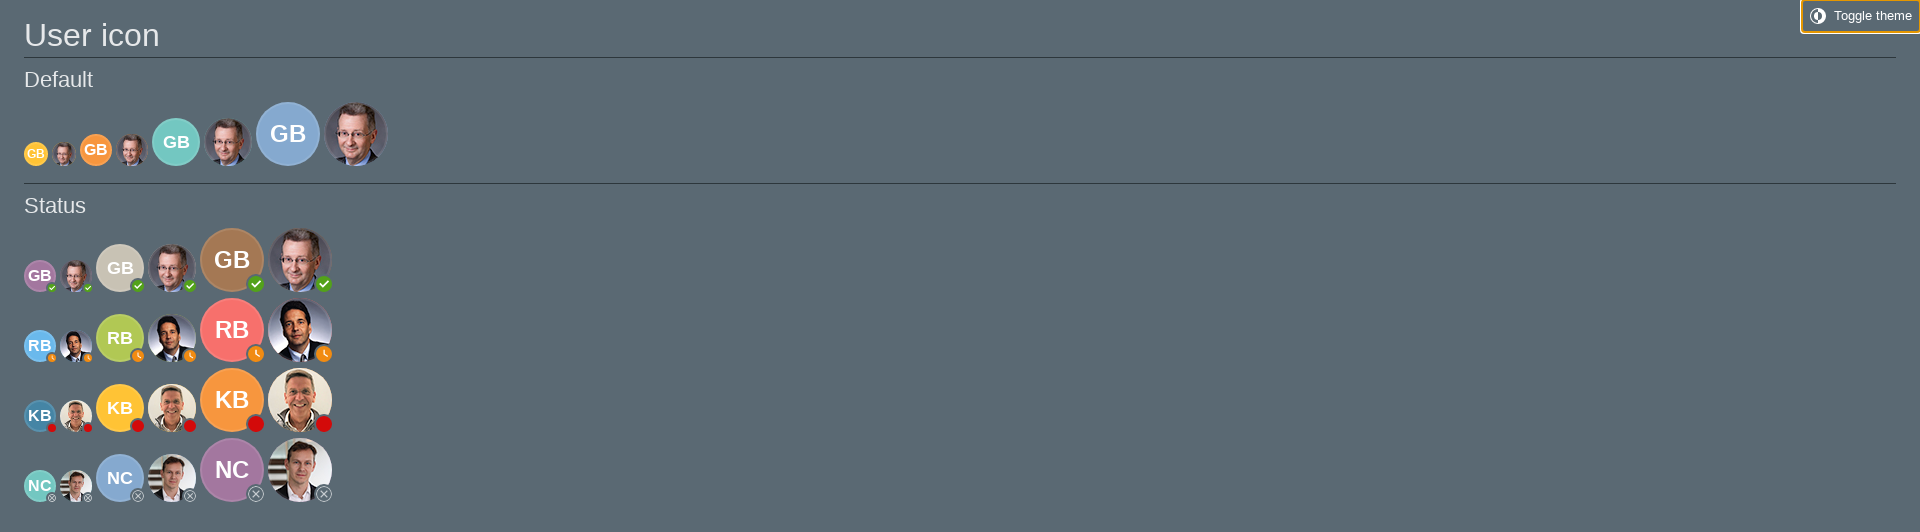 User icon
Toggle theme
Default
GB GB GB GB
Status
GB GB GB
RB RB RB
KB KB KB
NC NC NC